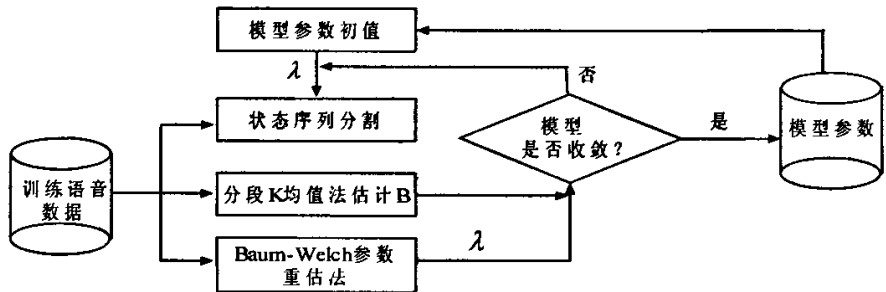 模型参数初值
λ
否
状态序列分割
模型
是否收敛？
是
模型参数
训练语音
数据
分段K均值法估计B
Baum-Welch参数
重估法
λ